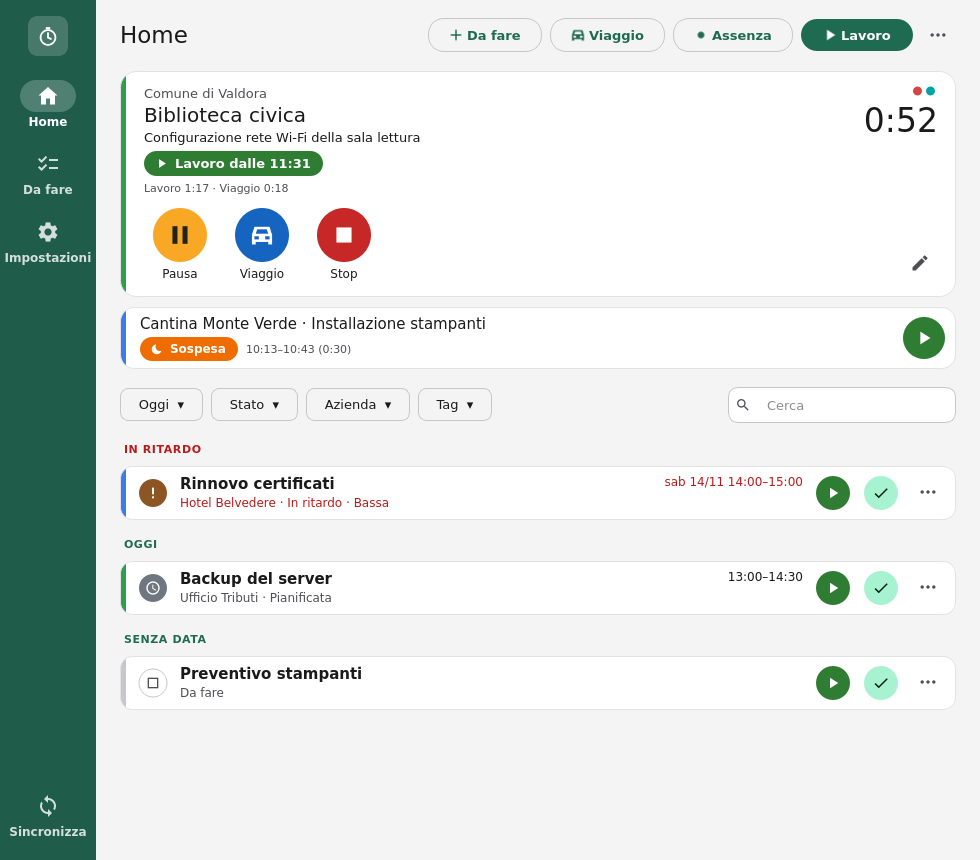 Home
Da fare
Impostazioni
Sincronizza
Home
Da fare
Viaggio
Assenza
Lavoro
Comune di Valdora
Biblioteca civica
Configurazione rete Wi-Fi della sala lettura
0:52
Lavoro dalle 11:31
Lavoro 1:17 · Viaggio 0:18
Pausa
Viaggio
Stop
Cantina Monte Verde · Installazione stampanti
Sospesa
10:13–10:43 (0:30)
Oggi ▾
Stato ▾
Azienda ▾
Tag ▾
Cerca
IN RITARDO
Rinnovo certificati
sab 14/11 14:00–15:00
Hotel Belvedere · In ritardo · Bassa
OGGI
Backup del server
13:00–14:30
Ufficio Tributi · Pianificata
SENZA DATA
Preventivo stampanti
Da fare